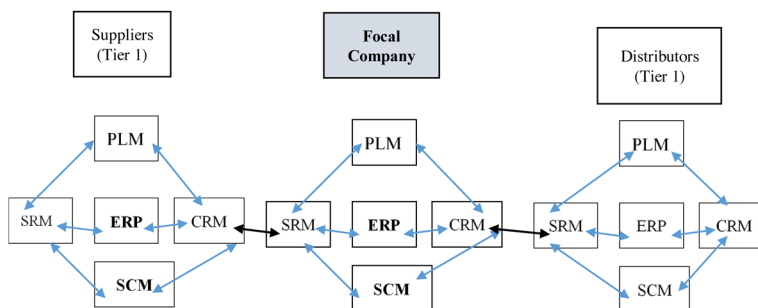 Suppliers
(Tier 1)
Focal
Company
Distributors
(Tier 1)
PLM
PLM
PLM
SRM
ERP
CRM
SRM
ERP
CRM
SRM
ERP
CRM
SCM
SCM
SCM